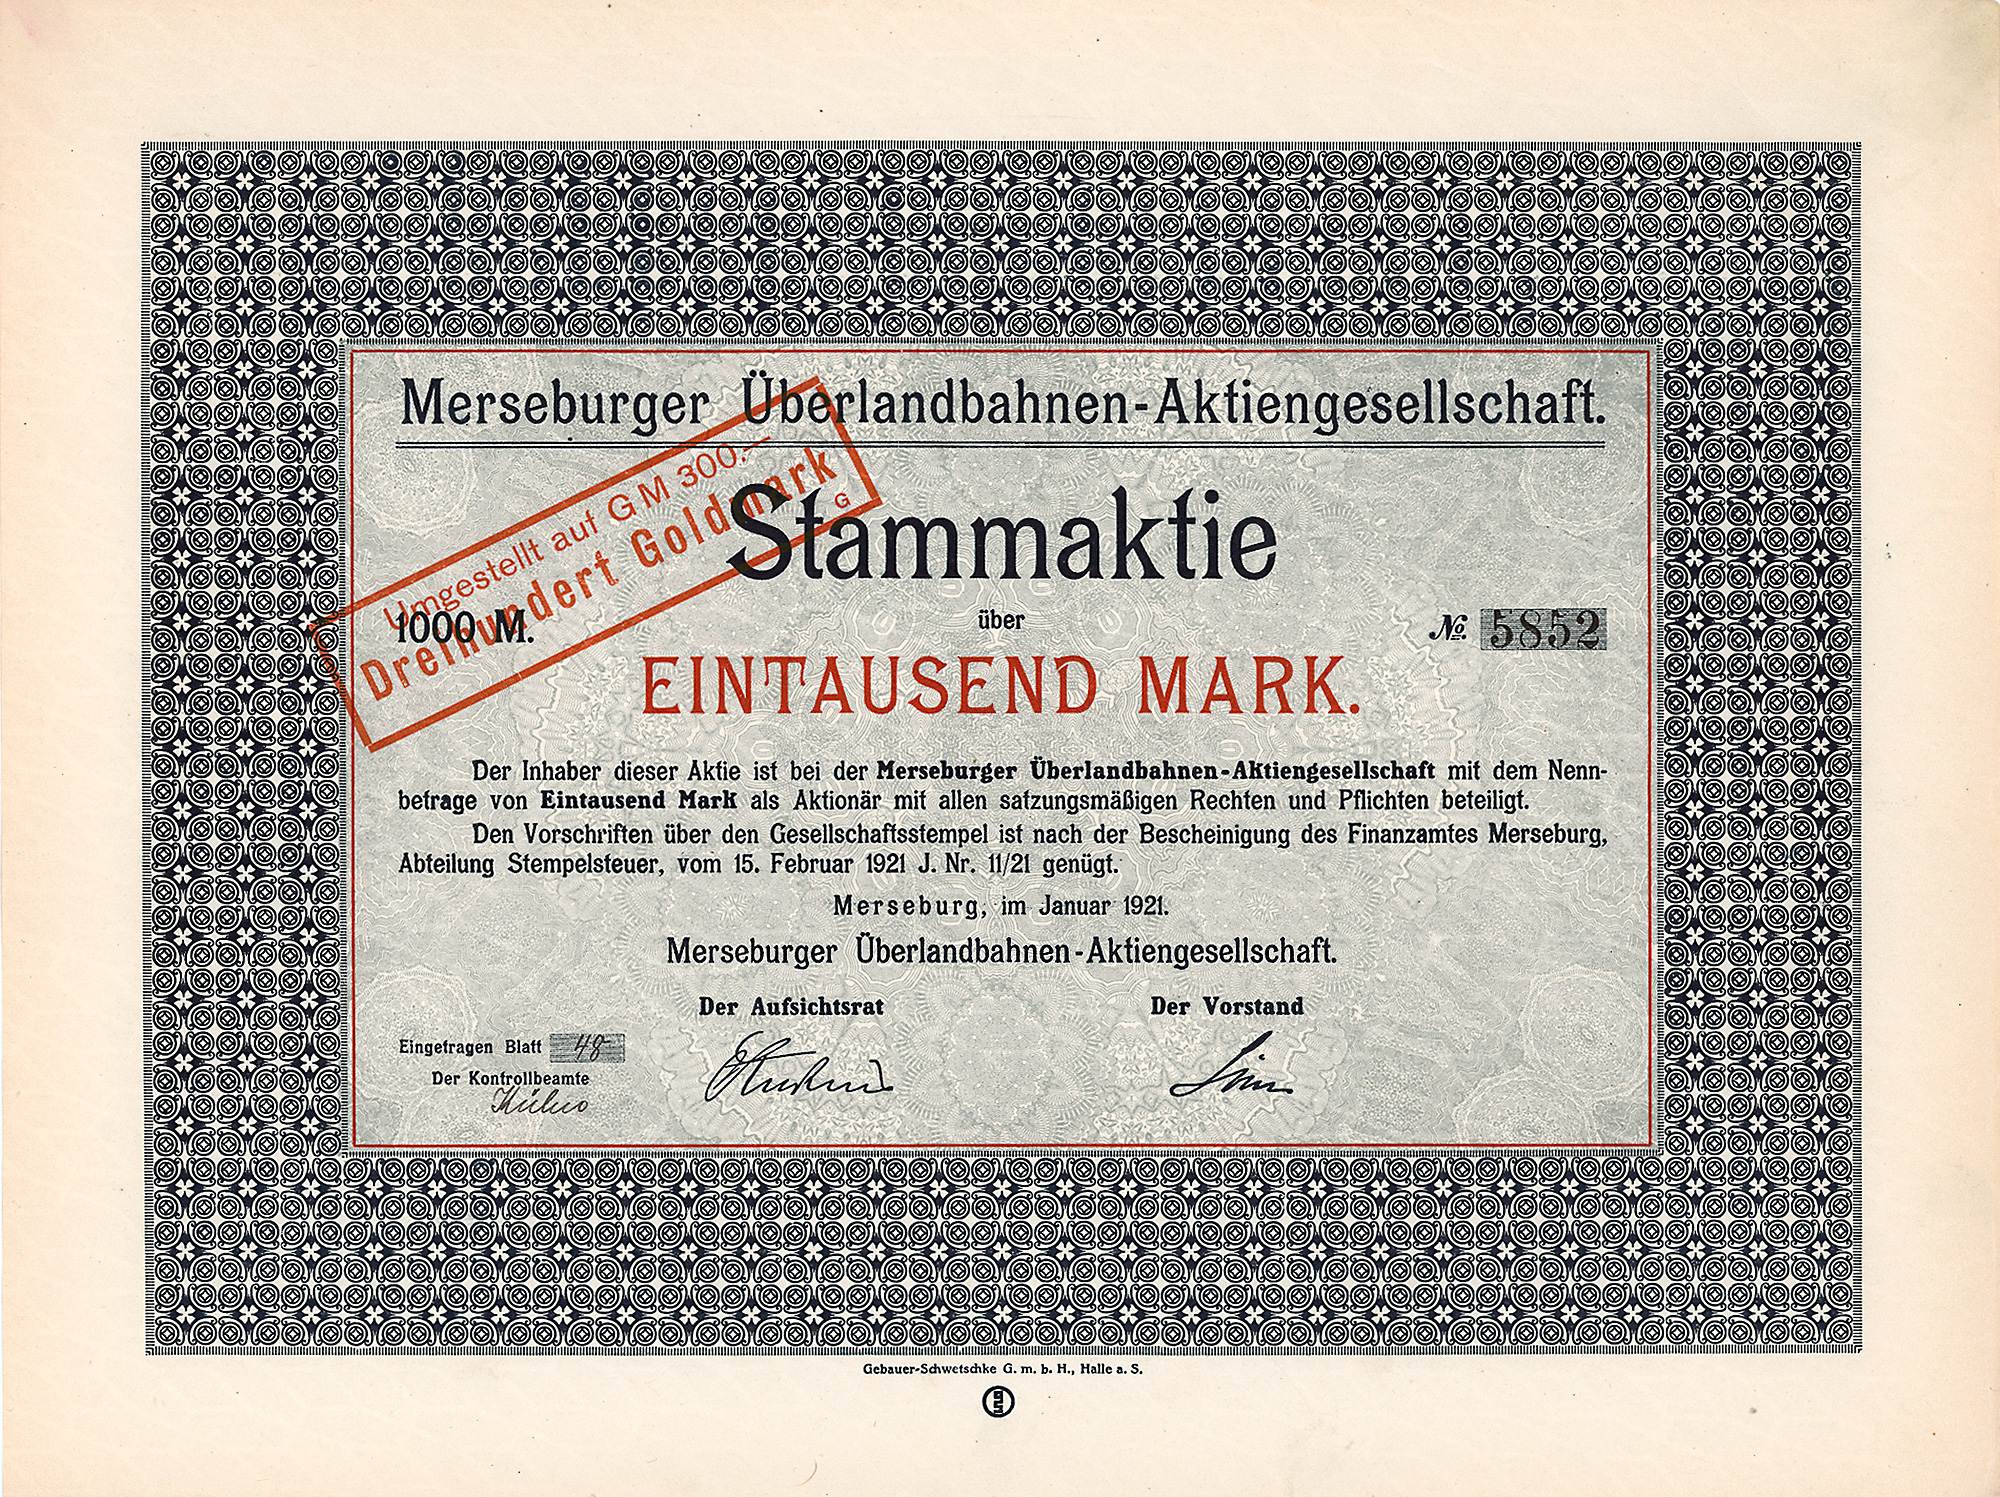 Merseburger Überlandbahnen-Aktiengesellschaft.
Umgestellt auf GM 300.-
Dreihundert Goldmark
G
Stammaktie
1000 M.
über
No. 5852
EINTAUSEND MARK.
Der Inhaber dieser Aktie ist bei der Merseburger Überlandbahnen-Aktiengesellschaft mit dem Nenn-
betrage von Eintausend Mark als Aktionär mit allen satzungsmäßigen Rechten und Pflichten beteiligt.
Den Vorschriften über den Gesellschaftsstempel ist nach der Bescheinigung des Finanzamtes Merseburg,
Abteilung Stempelsteuer, vom 15. Februar 1921 J. Nr. 11/21 genügt.
Merseburg, im Januar 1921.
Merseburger Überlandbahnen-Aktiengesellschaft.
Der Aufsichtsrat
Der Vorstand
Eingetragen Blatt 48
Der Kontrollbeamte
Gebauer-Schwetschke G. m. b. H., Halle a. S.